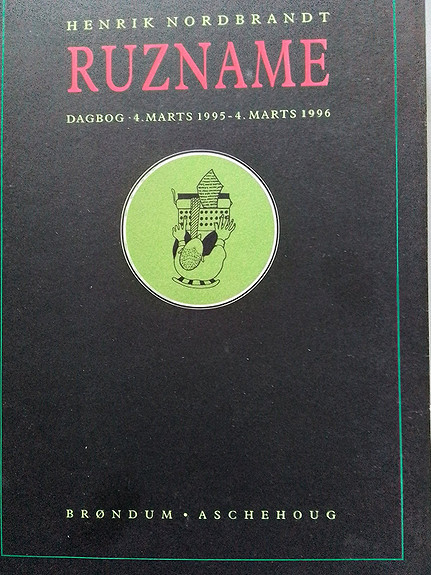 HENRIK NORDBRANDT
RUZNAME
DAGBOG · 4. MARTS 1995 - 4. MARTS 1996
BRØNDUM · ASCHEHOUG